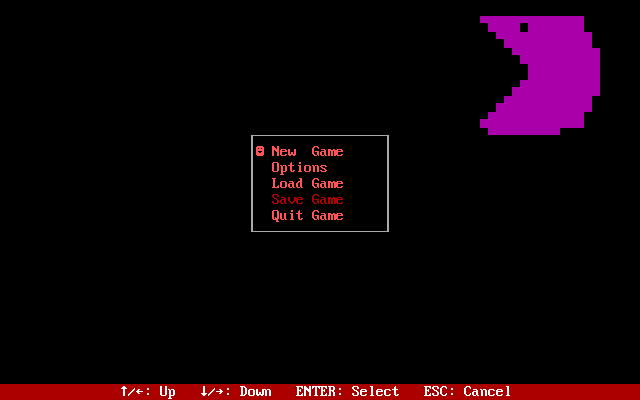 New  Game
Options
Load Game
Save Game
Quit Game
↑/←: Up   ↓/→: Down   ENTER: Select   ESC: Cancel